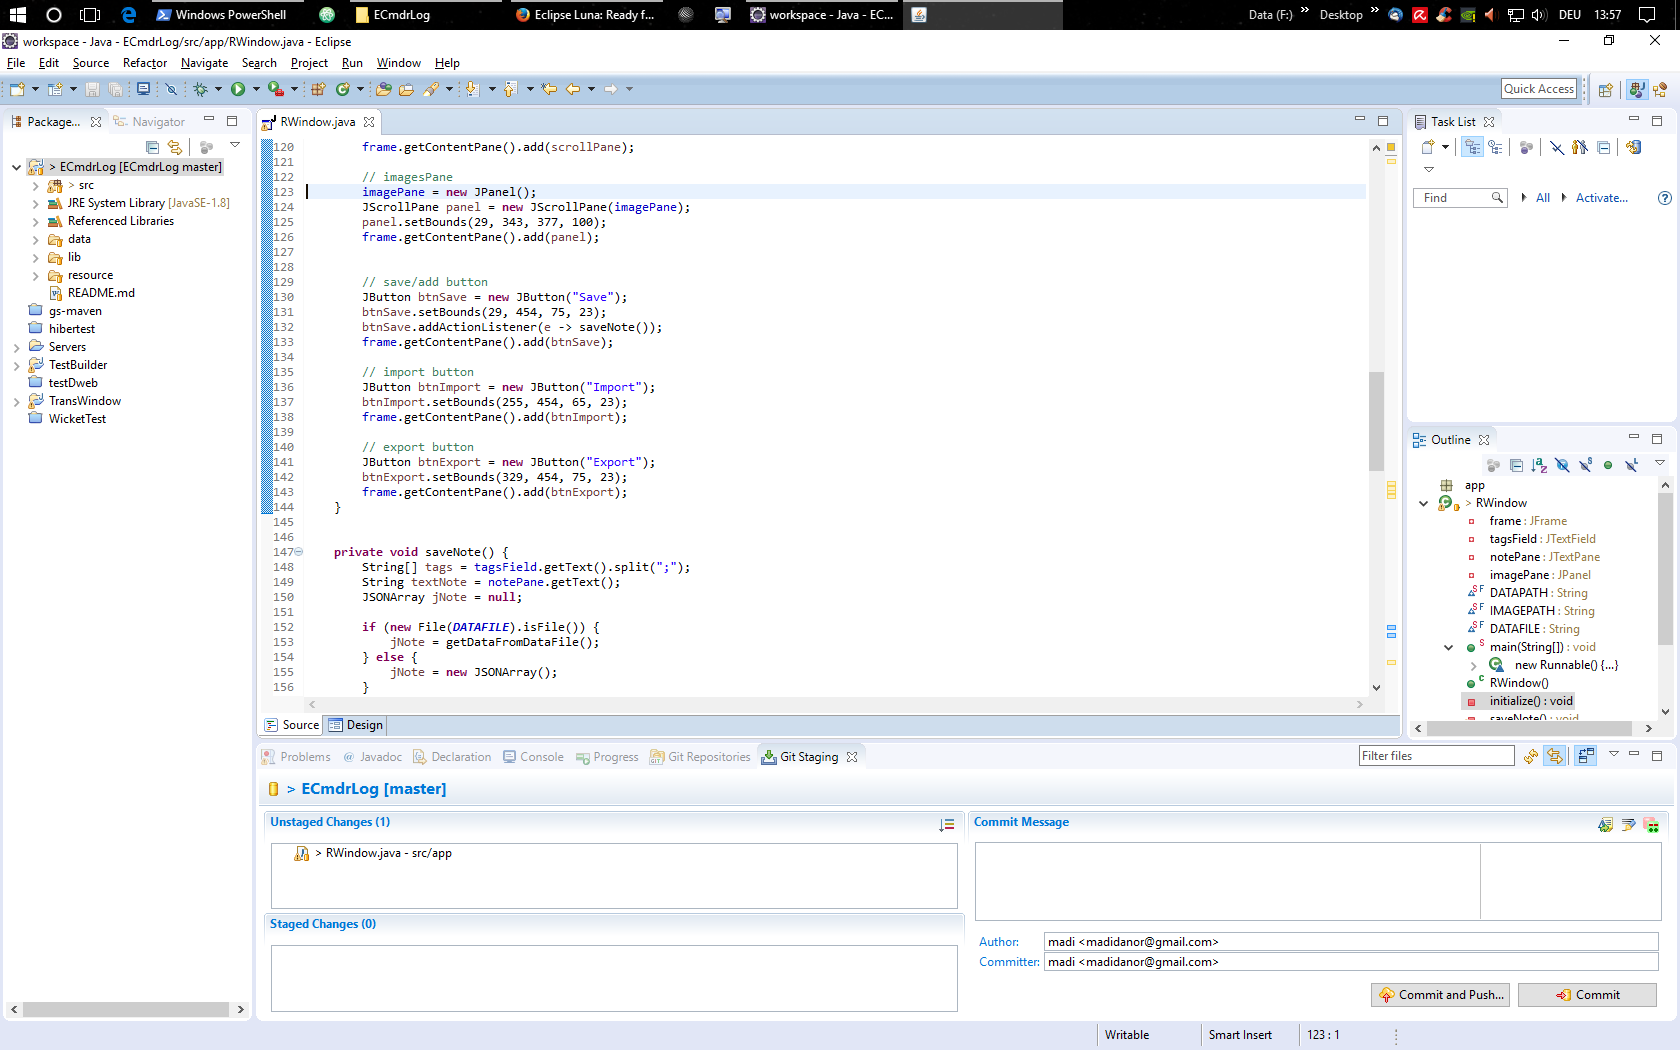 Windows PowerShell
ECmdrLog
Eclipse Luna: Ready f...
workspace - Java - EC...
Data (F:)
Desktop
DEU
13:57
workspace - Java - ECmdrLog/src/app/RWindow.java - Eclipse
File Edit Source Refactor Navigate Search Project Run Window Help
Quick Access
Package...
Navigator
> ECmdrLog [ECmdrLog master]
> src
JRE System Library [JavaSE-1.8]
Referenced Libraries
data
lib
resource
README.md
gs-maven
hibertest
Servers
TestBuilder
testDweb
TransWindow
WicketTest
RWindow.java
120 frame.getContentPane().add(scrollPane);
121
122 // imagesPane
123 imagePane = new JPanel();
124 JScrollPane panel = new JScrollPane(imagePane);
125 panel.setBounds(29, 343, 377, 100);
126 frame.getContentPane().add(panel);
127
128
129 // save/add button
130 JButton btnSave = new JButton("Save");
131 btnSave.setBounds(29, 454, 75, 23);
132 btnSave.addActionListener(e -> saveNote());
133 frame.getContentPane().add(btnSave);
134
135 // import button
136 JButton btnImport = new JButton("Import");
137 btnImport.setBounds(255, 454, 65, 23);
138 frame.getContentPane().add(btnImport);
139
140 // export button
141 JButton btnExport = new JButton("Export");
142 btnExport.setBounds(329, 454, 75, 23);
143 frame.getContentPane().add(btnExport);
144 }
145
146
147 private void saveNote() {
148 String[] tags = tagsField.getText().split(";");
149 String textNote = notePane.getText();
150 JSONArray jNote = null;
151
152 if (new File(DATAFILE).isFile()) {
153 jNote = getDataFromDataFile();
154 } else {
155 jNote = new JSONArray();
156 }
Source
Design
Task List
Find
All
Activate...
Outline
app
> RWindow
frame : JFrame
tagsField : JTextField
notePane : JTextPane
imagePane : JPanel
DATAPATH : String
IMAGEPATH : String
DATAFILE : String
main(String[]) : void
new Runnable() {...}
RWindow()
initialize() : void
saveNote() : void
Problems
@ Javadoc
Declaration
Console
Progress
Git Repositories
Git Staging
Filter files
> ECmdrLog [master]
Unstaged Changes (1)
> RWindow.java - src/app
Staged Changes (0)
Commit Message
Author: madi <madidanor@gmail.com>
Committer: madi <madidanor@gmail.com>
Commit and Push...
Commit
Writable
Smart Insert
123 : 1